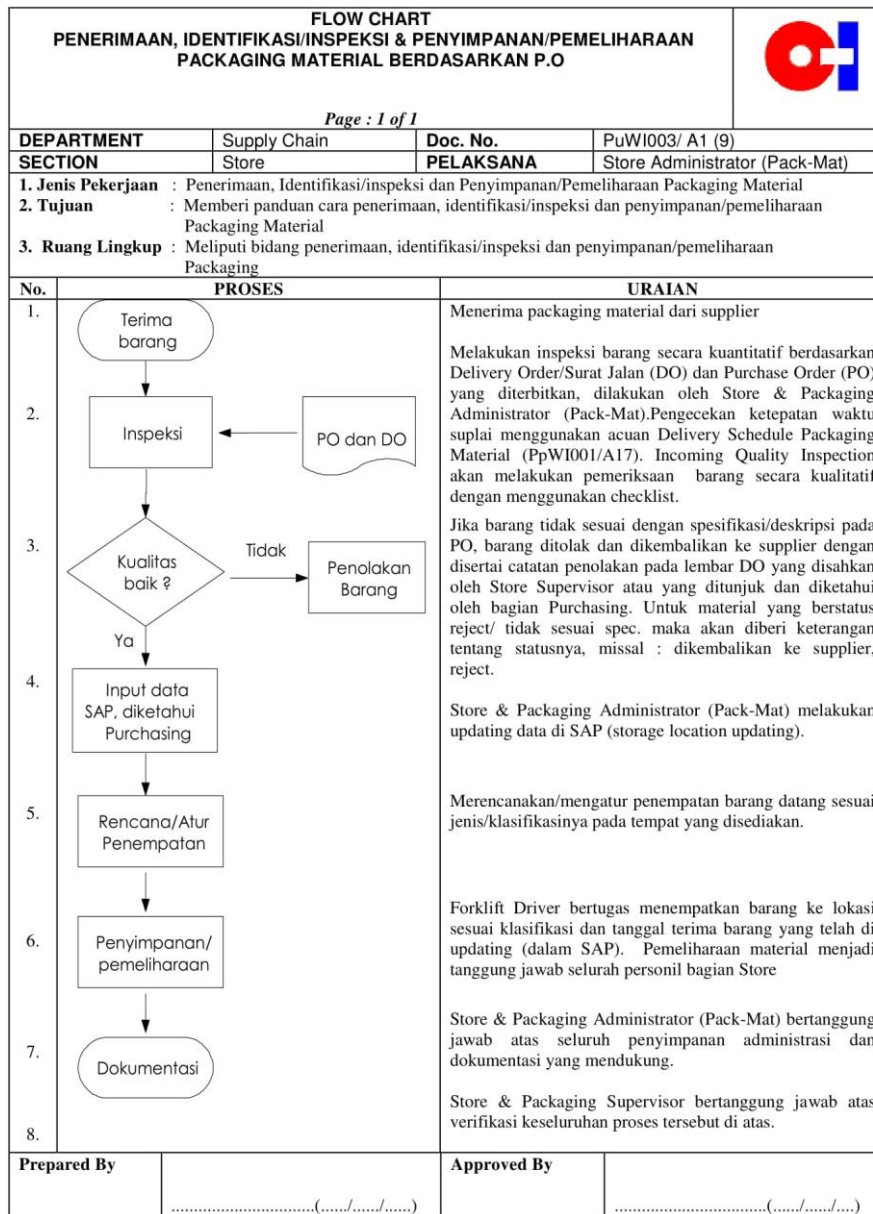 FLOW CHART
PENERIMAAN, IDENTIFIKASI/INSPEKSI & PENYIMPANAN/PEMELIHARAAN
PACKAGING MATERIAL BERDASARKAN P.O
Page : 1 of 1
DEPARTMENT Supply Chain Doc. No. PuWI003/ A1 (9)
SECTION Store PELAKSANA Store Administrator (Pack-Mat)
1. Jenis Pekerjaan : Penerimaan, Identifikasi/inspeksi dan Penyimpanan/Pemeliharaan Packaging Material
2. Tujuan : Memberi panduan cara penerimaan, identifikasi/inspeksi dan penyimpanan/pemeliharaan
Packaging Material
3. Ruang Lingkup : Meliputi bidang penerimaan, identifikasi/inspeksi dan penyimpanan/pemeliharaan
Packaging
No. PROSES URAIAN
1.
Terima
barang
Menerima packaging material dari supplier
2.
Inspeksi
PO dan DO
Melakukan inspeksi barang secara kuantitatif berdasarkan
Delivery Order/Surat Jalan (DO) dan Purchase Order (PO)
yang diterbitkan, dilakukan oleh Store & Packaging
Administrator (Pack-Mat).Pengecekan ketepatan waktu
suplai menggunakan acuan Delivery Schedule Packaging
Material (PpWI001/A17). Incoming Quality Inspection
akan melakukan pemeriksaan barang secara kualitatif
dengan menggunakan checklist.
3.
Kualitas
baik ?
Tidak
Penolakan
Barang
Ya
Jika barang tidak sesuai dengan spesifikasi/deskripsi pada
PO, barang ditolak dan dikembalikan ke supplier dengan
disertai catatan penolakan pada lembar DO yang disahkan
oleh Store Supervisor atau yang ditunjuk dan diketahui
oleh bagian Purchasing. Untuk material yang berstatus
reject/ tidak sesuai spec. maka akan diberi keterangan
tentang statusnya, missal : dikembalikan ke supplier,
reject.
4.
Input data
SAP, diketahui
Purchasing
Store & Packaging Administrator (Pack-Mat) melakukan
updating data di SAP (storage location updating).
5.
Rencana/Atur
Penempatan
Merencanakan/mengatur penempatan barang datang sesuai
jenis/klasifikasinya pada tempat yang disediakan.
6.
Penyimpanan/
pemeliharaan
Forklift Driver bertugas menempatkan barang ke lokasi
sesuai klasifikasi dan tanggal terima barang yang telah di
updating (dalam SAP). Pemeliharaan material menjadi
tanggung jawab seluruh personil bagian Store
7.
Dokumentasi
Store & Packaging Administrator (Pack-Mat) bertanggung
jawab atas seluruh penyimpanan administrasi dan
dokumentasi yang mendukung.
8.
Store & Packaging Supervisor bertanggung jawab atas
verifikasi keseluruhan proses tersebut di atas.
Prepared By Approved By
................................(....../....../......) ..................................(....../....../....)